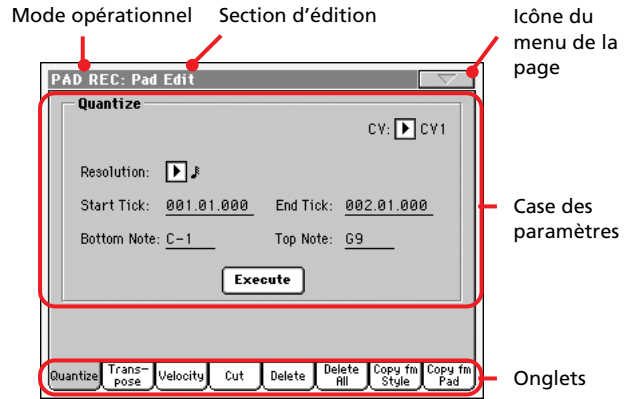 Mode opérationnel
Section d'édition
Icône du
menu de la
page
PAD REC: Pad Edit
Quantize
CV: CV1
Resolution:
Start Tick: 001.01.000 End Tick: 002.01.000
Bottom Note: C-1 Top Note: G9
Execute
Case des
paramètres
Quantize Trans-
pose Velocity Cut Delete Delete
All Copy fm
Style Copy fm
Pad
Onglets